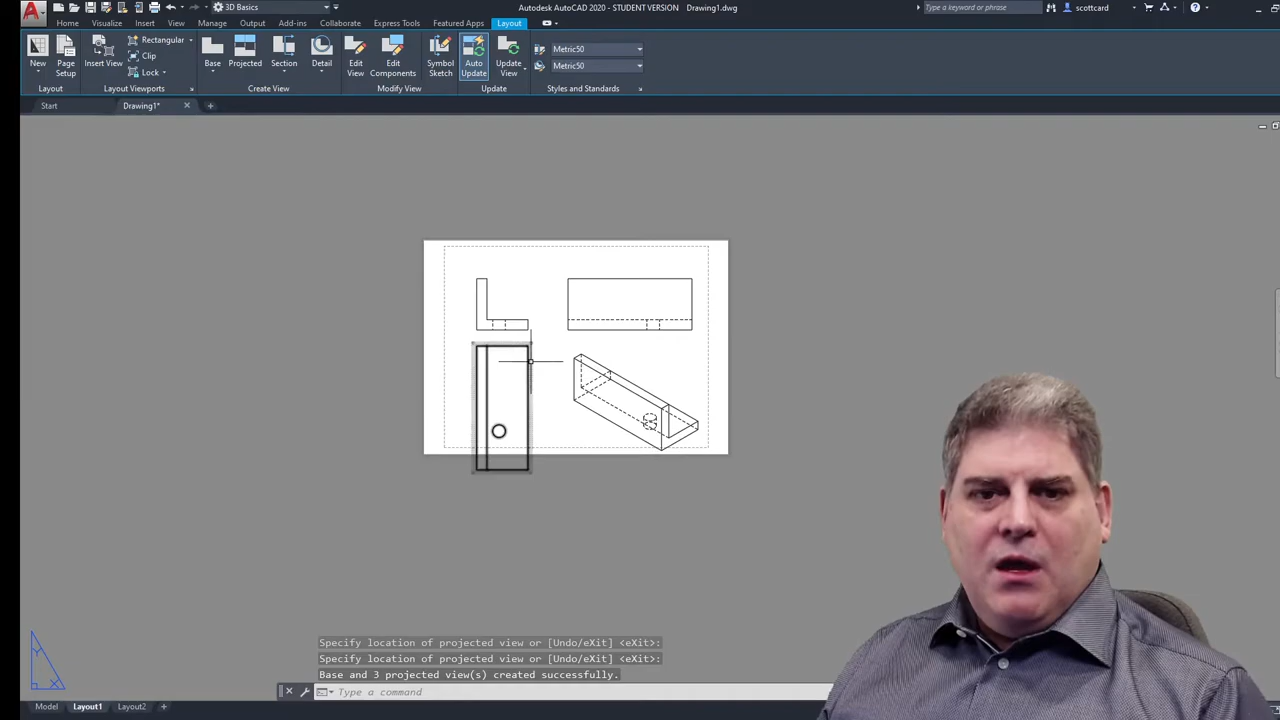 3D Basics
Autodesk AutoCAD 2020 - STUDENT VERSION Drawing1.dwg
Type a keyword or phrase
scottcard
Home Visualize Insert View Manage Output Add-ins Collaborate Express Tools Featured Apps Layout
New
Page Setup
Insert View
Rectangular
Clip
Lock
Base
Projected
Section
Detail
Edit View
Edit Components
Symbol Sketch
Auto Update
Update View
Metric50
Metric50
Layout Layout Viewports Create View Modify View Update Styles and Standards
Start Drawing1*
Y
X
Specify location of projected view or [Undo/eXit] <eXit>:
Specify location of projected view or [Undo/eXit] <eXit>:
Base and 3 projected view(s) created successfully.
Type a command
Model Layout1 Layout2